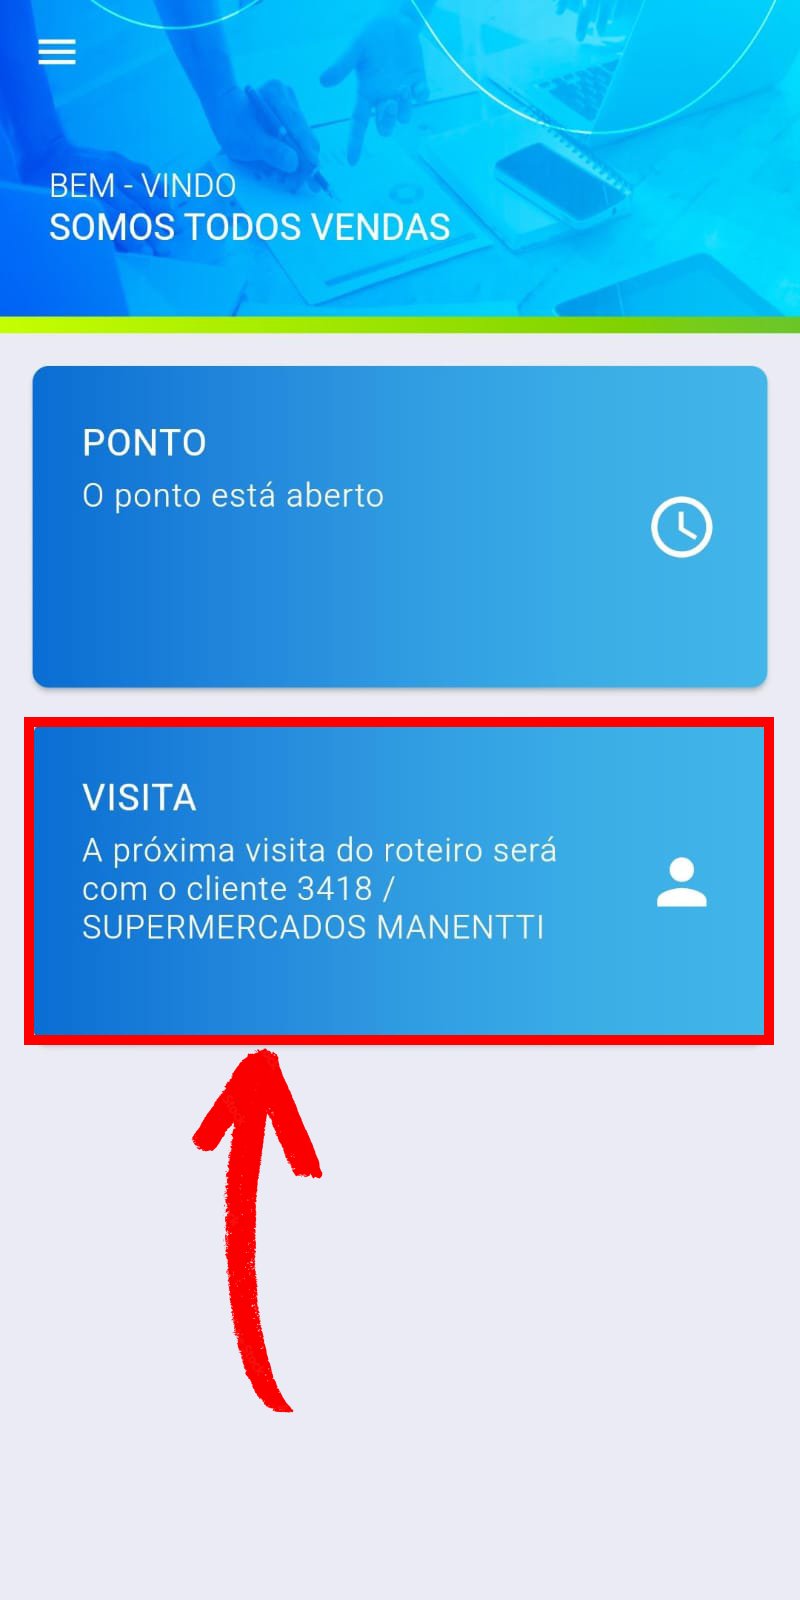 BEM - VINDO
SOMOS TODOS VENDAS
PONTO
O ponto está aberto
VISITA
A próxima visita do roteiro será
com o cliente 3418 /
SUPERMERCADOS MANENTTI